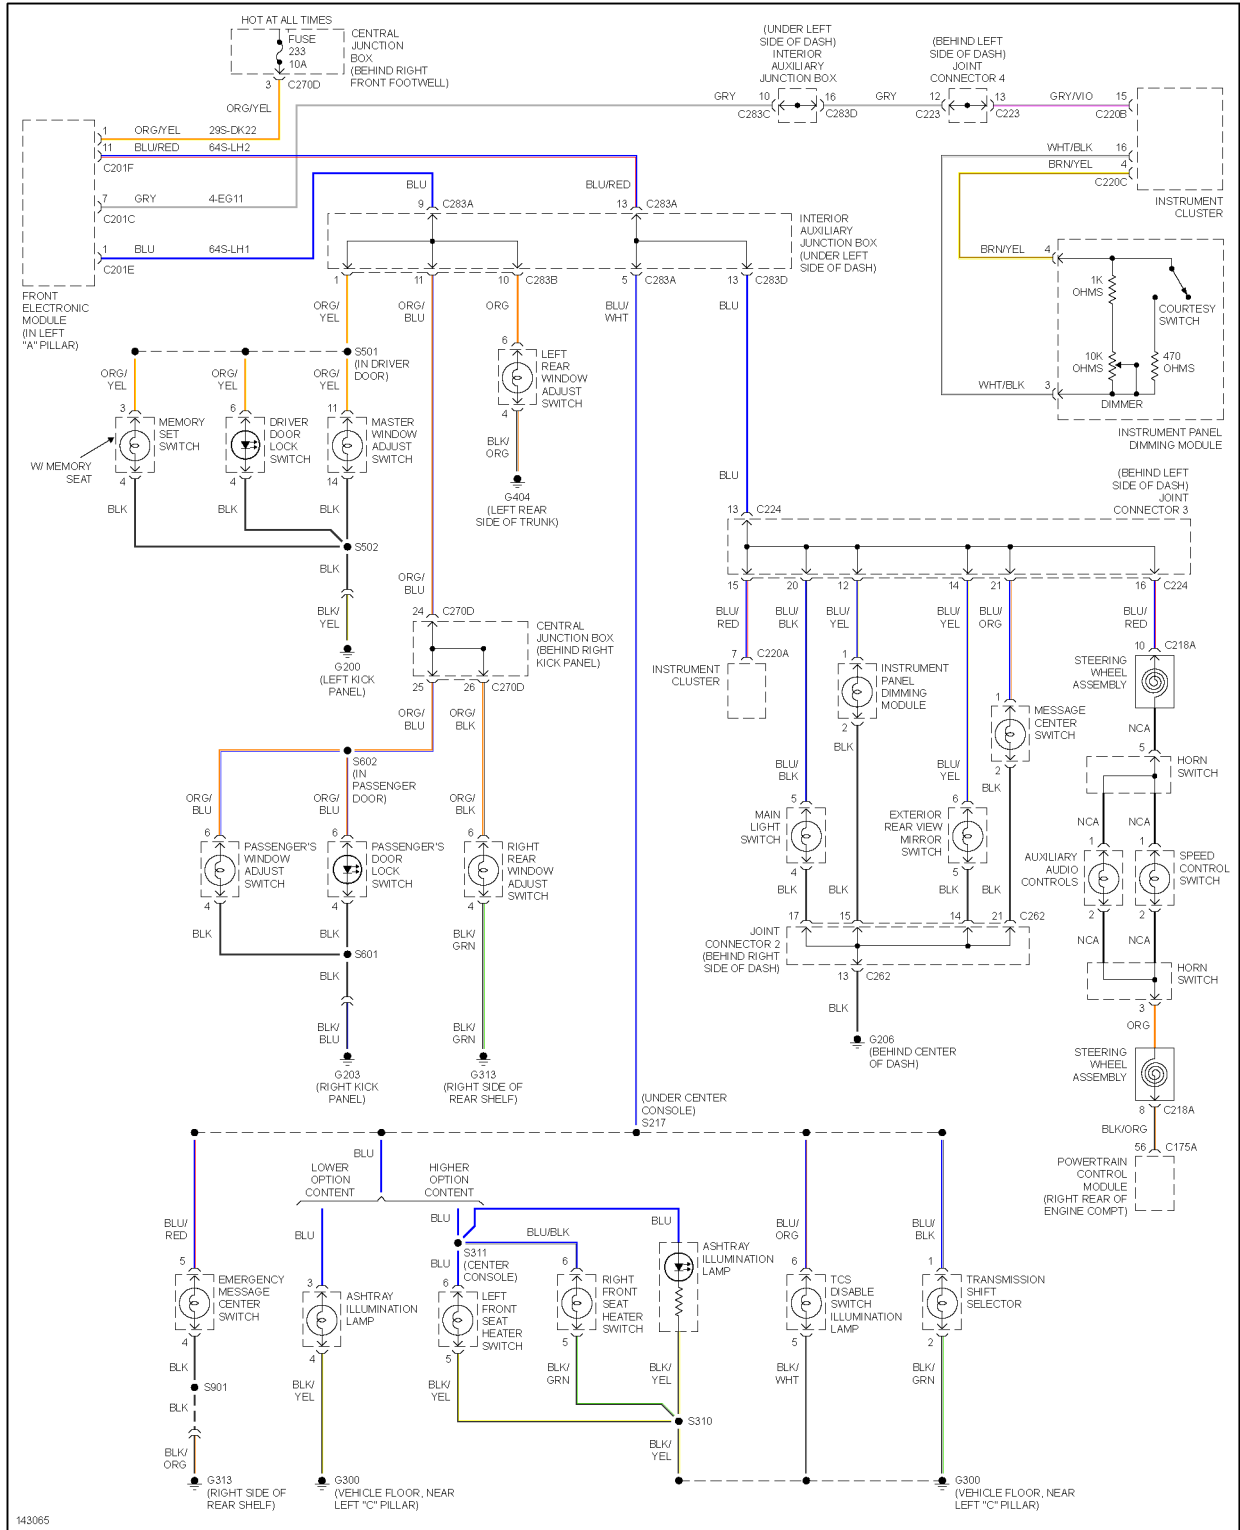 HOT AT ALL TIMES
FUSE
233
10A
CENTRAL
JUNCTION
BOX
(BEHIND RIGHT
FRONT FOOTWELL)
3 C270D
ORG/YEL
(UNDER LEFT
SIDE OF DASH)
INTERIOR
AUXILIARY
JUNCTION BOX
(BEHIND LEFT
SIDE OF DASH)
JOINT
CONNECTOR 4
GRY 10 16 GRY 12 13 GRY/VIO 15
C283C C283D C223 C223 C220B
WHT/BLK 16
BRN/YEL 4
C220C
INSTRUMENT
CLUSTER
1 ORG/YEL 29S-DK22
11 BLU/RED 64S-LH2
C201F
7 GRY 4-EG11
C201C
1 BLU 64S-LH1
C201E
FRONT
ELECTRONIC
MODULE
(IN LEFT
"A" PILLAR)
BLU BLU/RED
9 C283A 13 C283A
INTERIOR
AUXILIARY
JUNCTION BOX
(UNDER LEFT
SIDE OF DASH)
1 11 10 C283B 5 C283A 13 C283D
ORG/
YEL
ORG/
BLU
ORG
BLU/
WHT
BLU
BRN/YEL 4
1K
OHMS
COURTESY
SWITCH
10K
OHMS
470
OHMS
WHT/BLK 3
DIMMER
INSTRUMENT PANEL
DIMMING MODULE
S501
(IN DRIVER
DOOR)
ORG/
YEL
ORG/
YEL
ORG/
YEL
3 6 11
MEMORY
SET
SWITCH
DRIVER
DOOR
LOCK
SWITCH
MASTER
WINDOW
ADJUST
SWITCH
W/ MEMORY
SEAT
4 4 14
BLK BLK BLK
S502
BLK
BLK/
YEL
G200
(LEFT KICK
PANEL)
6
LEFT
REAR
WINDOW
ADJUST
SWITCH
4
BLK/
ORG
G404
(LEFT REAR
SIDE OF TRUNK)
BLU
(BEHIND LEFT
SIDE OF DASH)
JOINT
CONNECTOR 3
13 C224
15 20 12 14 21 16 C224
BLU/
RED
BLU/
BLK
BLU/
YEL
BLU/
YEL
BLU/
ORG
BLU/
RED
ORG/
BLU
24 C270D
CENTRAL
JUNCTION BOX
(BEHIND RIGHT
KICK PANEL)
25 26 C270D
ORG/
BLU
ORG/
BLK
S602
(IN
PASSENGER
DOOR)
ORG/
BLU
ORG/
BLU
ORG/
BLK
6 6 6
PASSENGER'S
WINDOW
ADJUST
SWITCH
PASSENGER'S
DOOR
LOCK
SWITCH
RIGHT
REAR
WINDOW
ADJUST
SWITCH
4 4 4
BLK BLK
BLK/
GRN
S601
BLK
BLK/
BLU
BLK/
GRN
G203
(RIGHT KICK
PANEL)
G313
(RIGHT SIDE OF
REAR SHELF)
7 C220A
INSTRUMENT
CLUSTER
1
INSTRUMENT
PANEL
DIMMING
MODULE
2
BLK
1
MESSAGE
CENTER
SWITCH
2
BLK
BLU/
BLK
BLU/
YEL
5
MAIN
LIGHT
SWITCH
4
6
EXTERIOR
REAR VIEW
MIRROR
SWITCH
5
BLK BLK BLK BLK
17 15 14 21 C262
JOINT
CONNECTOR 2
(BEHIND RIGHT
SIDE OF DASH)
13 C262
BLK
G206
(BEHIND CENTER
OF DASH)
10 C218A
STEERING
WHEEL
ASSEMBLY
NCA
5
HORN
SWITCH
NCA NCA
1 1
AUXILIARY
AUDIO
CONTROLS
SPEED
CONTROL
SWITCH
2 2
NCA NCA
HORN
SWITCH
3
ORG
STEERING
WHEEL
ASSEMBLY
8 C218A
BLK/ORG
56 C175A
POWERTRAIN
CONTROL
MODULE
(RIGHT REAR OF
ENGINE COMPT)
(UNDER CENTER
CONSOLE)
S217
BLU
LOWER
OPTION
CONTENT
HIGHER
OPTION
CONTENT
BLU/
RED
BLU
BLU
BLU/BLK
BLU
BLU/
ORG
BLU/
BLK
S311
(CENTER
CONSOLE)
BLU
5 3 6 6 6 1
EMERGENCY
MESSAGE
CENTER
SWITCH
ASHTRAY
ILLUMINATION
LAMP
LEFT
FRONT
SEAT
HEATER
SWITCH
RIGHT
FRONT
SEAT
HEATER
SWITCH
ASHTRAY
ILLUMINATION
LAMP
TCS
DISABLE
SWITCH
ILLUMINATION
LAMP
TRANSMISSION
SHIFT
SELECTOR
4 4 5 5 5 2
BLK
BLK/
YEL
BLK/
YEL
BLK/
GRN
BLK/
YEL
BLK/
WHT
BLK/
GRN
S901
BLK
S310
BLK/
ORG
BLK/
YEL
G313
(RIGHT SIDE OF
REAR SHELF)
G300
(VEHICLE FLOOR, NEAR
LEFT "C" PILLAR)
G300
(VEHICLE FLOOR, NEAR
LEFT "C" PILLAR)
143065